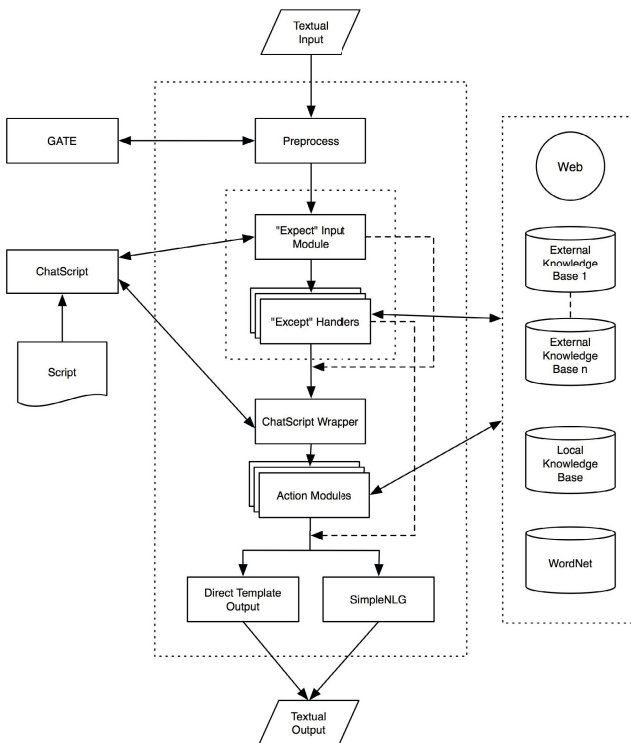 Textual
Input
GATE
Preprocess
Web
"Expect" Input
Module
ChatScript
External
Knowledge
Base 1
"Except" Handlers
External
Knowledge
Base n
Script
ChatScript Wrapper
Local
Knowledge
Base
Action Modules
WordNet
Direct Template
Output
SimpleNLG
Textual
Output